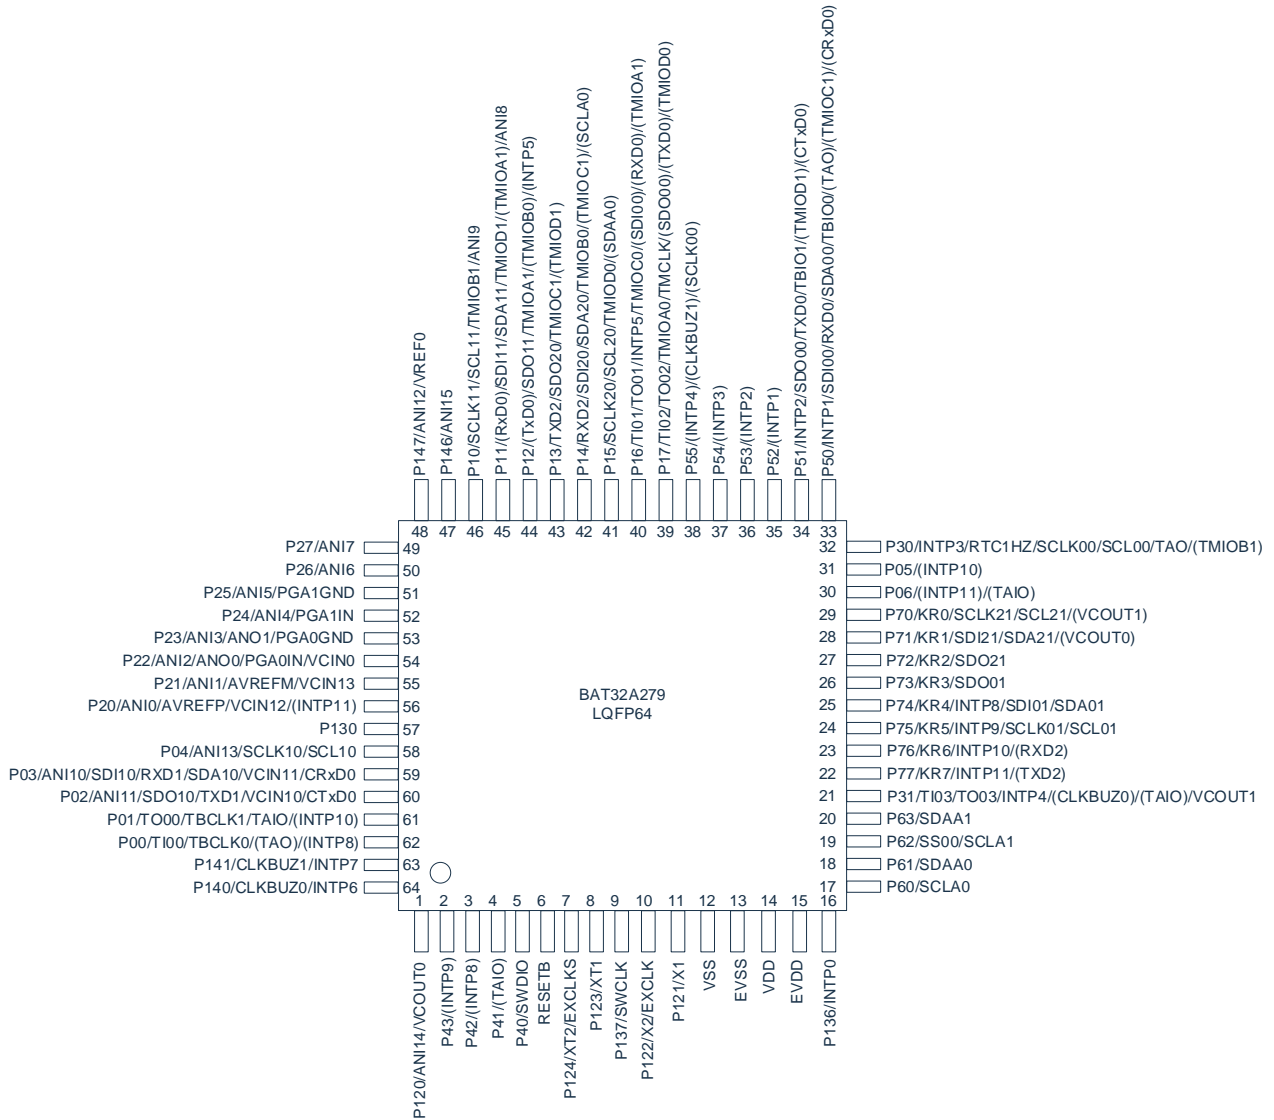 P147/ANI12/VREF0
P146/ANI15
P10/SCLK11/SCL11/TMIOB1/ANI9
P11/(RxD0)/SDI11/SDA11/TMIOD1/(TMIOA1)/ANI8
P12/(TxD0)/SDO11/TMIOA1/(TMIOB0)/(INTP5)
P13/TXD2/SDO20/TMIOC1/(TMIOD1)
P14/RXD2/SDI20/SDA20/TMIOB0/(TMIOC1)/(SCLA0)
P15/SCLK20/SCL20/TMIOD0/(SDAA0)
P16/TI01/TO01/INTP5/TMIOC0/(SDI00)/(RXD0)/(TMIOA1)
P17/TI02/TO02/TMIOA0/TMCLK/(SDO00)/(TXD0)/(TMIOD0)
P55/(INTP4)/(CLKBUZ1)/(SCLK00)
P54/(INTP3)
P53/(INTP2)
P52/(INTP1)
P51/INTP2/SDO00/TXD0/TBIO1/(TMIOD1)/(CTxD0)
P50/INTP1/SDI00/RXD0/SDA00/TBIO0/(TAO)/(TMIOC1)/(CRxD0)
48 47 46 45 44 43 42 41 40 39 38 37 36 35 34 33
P27/ANI7 49
P26/ANI6 50
P25/ANI5/PGA1GND 51
P24/ANI4/PGA1IN 52
P23/ANI3/ANO1/PGA0GND 53
P22/ANI2/ANO0/PGA0IN/VCIN0 54
P21/ANI1/AVREFM/VCIN13 55
P20/ANI0/AVREFP/VCIN12/(INTP11) 56
P130 57
P04/ANI13/SCLK10/SCL10 58
P03/ANI10/SDI10/RXD1/SDA10/VCIN11/CRxD0 59
P02/ANI11/SDO10/TXD1/VCIN10/CTxD0 60
P01/TO00/TBCLK1/TAIO/(INTP10) 61
P00/TI00/TBCLK0/(TAO)/(INTP8) 62
P141/CLKBUZ1/INTP7 63
P140/CLKBUZ0/INTP6 64
BAT32A279
LQFP64
32 P30/INTP3/RTC1HZ/SCLK00/SCL00/TAO/(TMIOB1)
31 P05/(INTP10)
30 P06/(INTP11)/(TAIO)
29 P70/KR0/SCLK21/SCL21/(VCOUT1)
28 P71/KR1/SDI21/SDA21/(VCOUT0)
27 P72/KR2/SDO21
26 P73/KR3/SDO01
25 P74/KR4/INTP8/SDI01/SDA01
24 P75/KR5/INTP9/SCLK01/SCL01
23 P76/KR6/INTP10/(RXD2)
22 P77/KR7/INTP11/(TXD2)
21 P31/TI03/TO03/INTP4/(CLKBUZ0)/(TAIO)/VCOUT1
20 P63/SDAA1
19 P62/SS00/SCLA1
18 P61/SDAA0
17 P60/SCLA0
1 2 3 4 5 6 7 8 9 10 11 12 13 14 15 16
P120/ANI14/VCOUT0
P43/(INTP9)
P42/(INTP8)
P41/(TAIO)
P40/SWDIO
RESETB
P124/XT2/EXCLKS
P123/XT1
P137/SWCLK
P122/X2/EXCLK
P121/X1
VSS
EVSS
VDD
EVDD
P136/INTP0